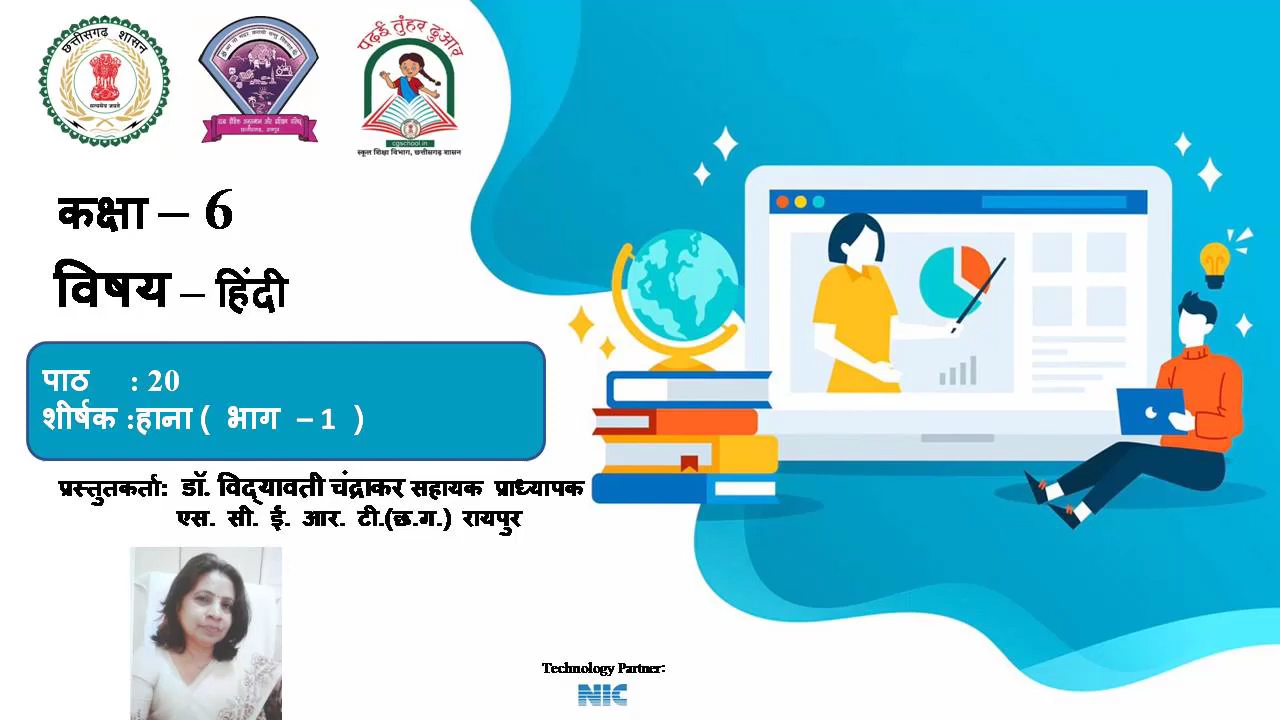 छत्तीसगढ़ शासन
सत्यमेव जयते
पढ़ई तुंहर दुआर
cgschool.in
स्कूल शिक्षा विभाग, छत्तीसगढ़ शासन
कक्षा – 6
विषय – हिंदी
पाठ : 20
शीर्षक :हाना ( भाग – 1 )
प्रस्तुतकर्ता: डॉ. विद्यावती चंद्राकर सहायक प्राध्यापक
एस. सी. ई. आर. टी.(छ.ग.) रायपुर
Technology Partner:
NIC